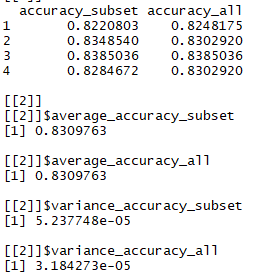 accuracy_subset accuracy_all
1 0.8220803 0.8248175
2 0.8348540 0.8302920
3 0.8385036 0.8385036
4 0.8284672 0.8302920
[[2]]
[[2]]$average_accuracy_subset
[1] 0.8309763
[[2]]$average_accuracy_all
[1] 0.8309763
[[2]]$variance_accuracy_subset
[1] 5.237748e-05
[[2]]$variance_accuracy_all
[1] 3.184273e-05